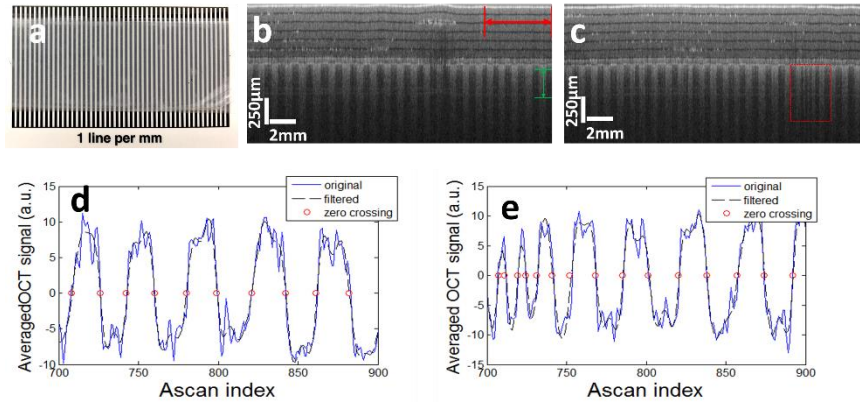 a
1 line per mm
b
250µm
2mm
c
250µm
2mm
d
original
filtered
zero crossing
AveragedOCT signal (a.u.)
15
10
5
0
-5
-10
700
750
800
850
900
Ascan index
e
original
filtered
zero crossing
Averaged OCT signal (a.u.)
15
10
5
0
-5
-10
-15
700
750
800
850
900
Ascan index